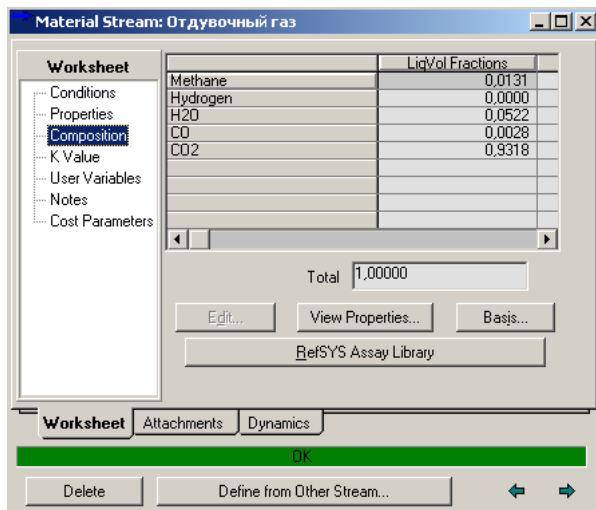 Material Stream: Отдувочный газ
Worksheet
Conditions
Properties
Composition
K Value
User Variables
Notes
Cost Parameters
LiqVol Fractions
Methane 0,0131
Hydrogen 0,0000
H2O 0,0522
CO 0,0028
CO2 0,9318
Total 1,00000
Edit... View Properties... Basis...
RefSYS Assay Library
Worksheet Attachments Dynamics
OK
Delete Define from Other Stream...